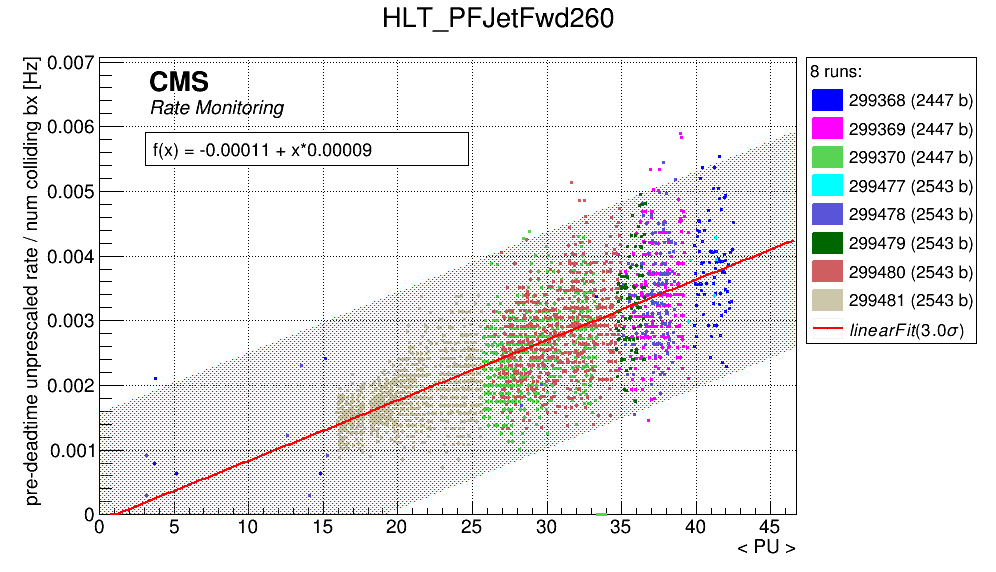 HLT_PFJetFwd260
pre-deadtime unprescaled rate / num colliding bx [Hz]
0.007
0.006
0.005
0.004
0.003
0.002
0.001
0
CMS
Rate Monitoring
f(x) = -0.00011 + x*0.00009
0 5 10 15 20 25 30 35 40 45
< PU >
8 runs:
299368 (2447 b)
299369 (2447 b)
299370 (2447 b)
299477 (2543 b)
299478 (2543 b)
299479 (2543 b)
299480 (2543 b)
299481 (2543 b)
linearFit(3.0σ)